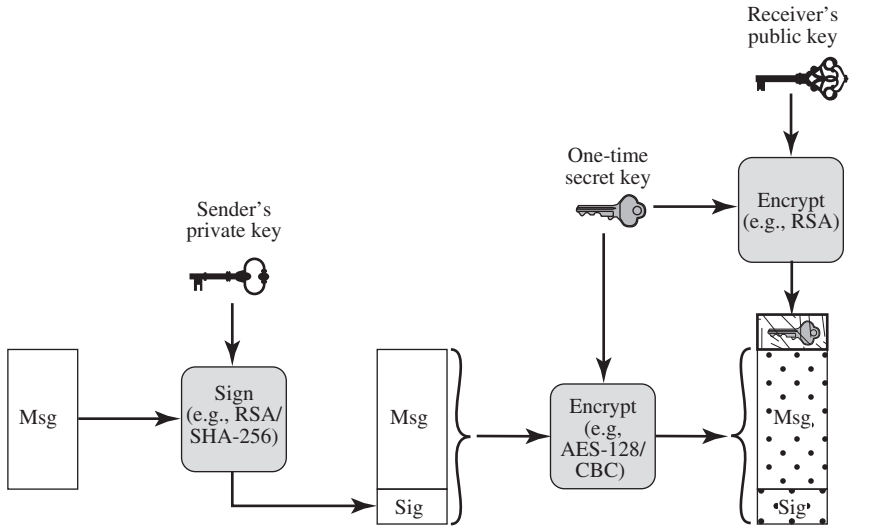 Receiver's
public key
One-time
secret key
Encrypt
(e.g., RSA)
Sender's
private key
Msg
Sign
(e.g., RSA/
SHA-256)
Msg
Sig
Encrypt
(e.g,
AES-128/
CBC)
Msg
Sig